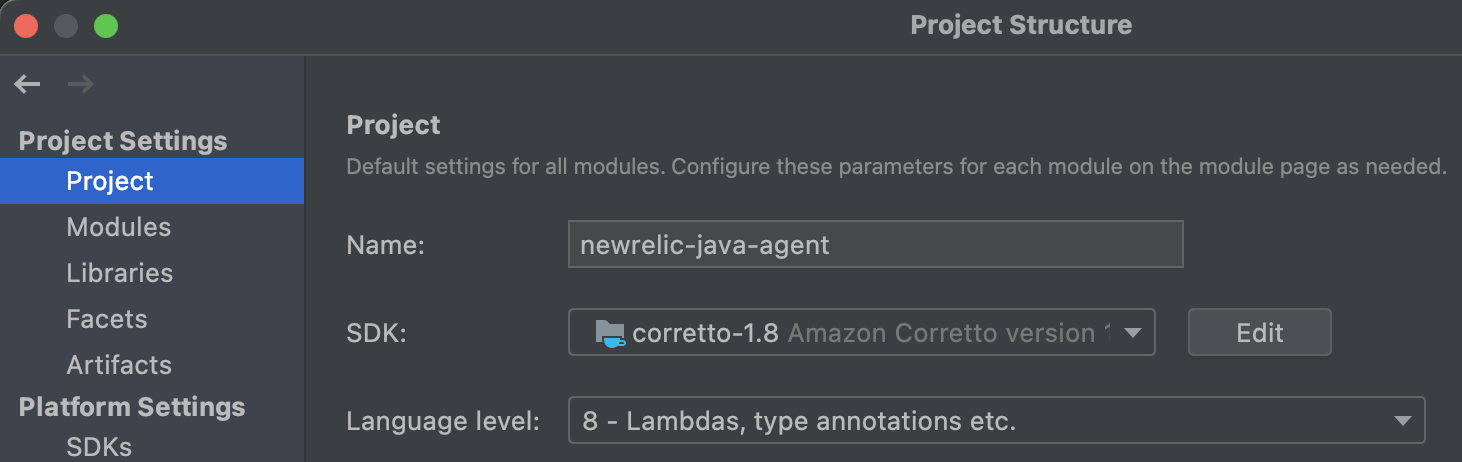 Project Structure
Project Settings
Project
Modules
Libraries
Facets
Artifacts
Platform Settings
SDKs
Project
Default settings for all modules. Configure these parameters for each module on the module page as needed.
Name: newrelic-java-agent
SDK: corretto-1.8 Amazon Corretto version 1 Edit
Language level: 8 - Lambdas, type annotations etc.